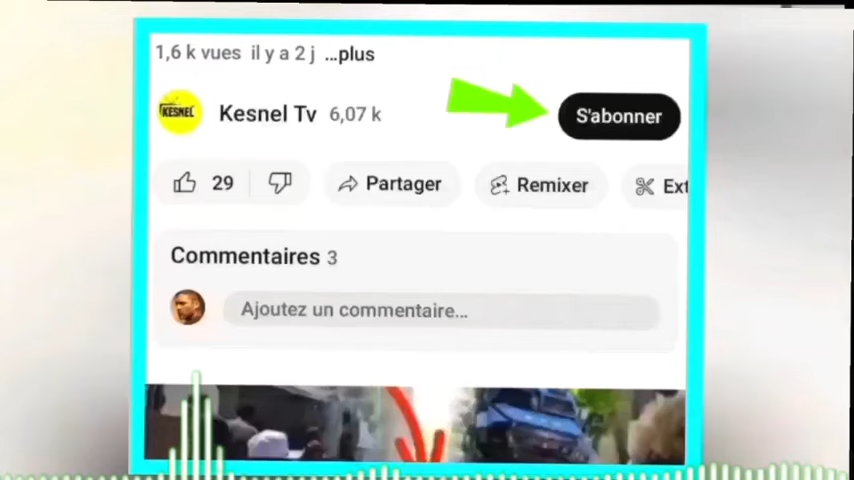 1,6 k vues il y a 2 j ...plus
KESNEL
Kesnel Tv 6,07 k
S'abonner
29
Partager
Remixer
Ext
Commentaires 3
Ajoutez un commentaire...